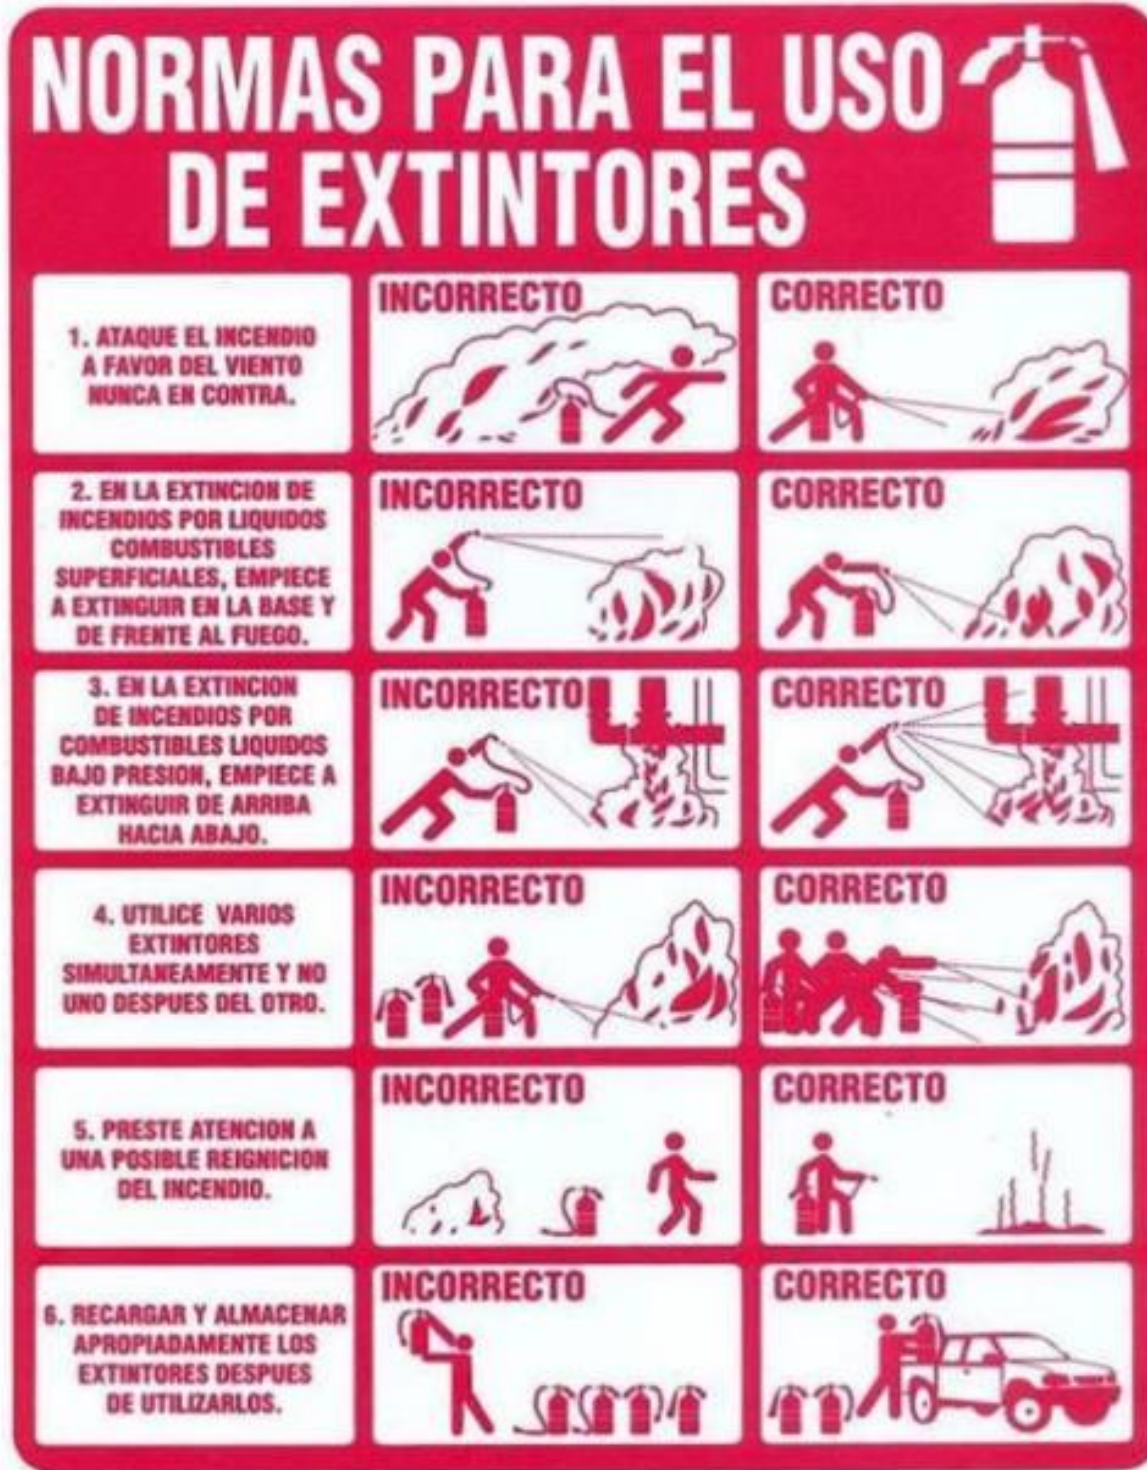 NORMAS PARA EL USO
DE EXTINTORES
1. ATAQUE EL INCENDIO
A FAVOR DEL VIENTO
NUNCA EN CONTRA.
INCORRECTO
CORRECTO
2. EN LA EXTINCION DE
INCENDIOS POR LIQUIDOS
COMBUSTIBLES
SUPERFICIALES, EMPIECE
A EXTINGUIR EN LA BASE Y
DE FRENTE AL FUEGO.
INCORRECTO
CORRECTO
3. EN LA EXTINCION
DE INCENDIOS POR
COMBUSTIBLES LIQUIDOS
BAJO PRESION, EMPIECE A
EXTINGUIR DE ARRIBA
HACIA ABAJO.
INCORRECTO
CORRECTO
4. UTILICE VARIOS
EXTINTORES
SIMULTANEAMENTE Y NO
UNO DESPUES DEL OTRO.
INCORRECTO
CORRECTO
5. PRESTE ATENCION A
UNA POSIBLE REIGNICION
DEL INCENDIO.
INCORRECTO
CORRECTO
6. RECARGAR Y ALMACENAR
APROPIADAMENTE LOS
EXTINTORES DESPUES
DE UTILIZARLOS.
INCORRECTO
CORRECTO